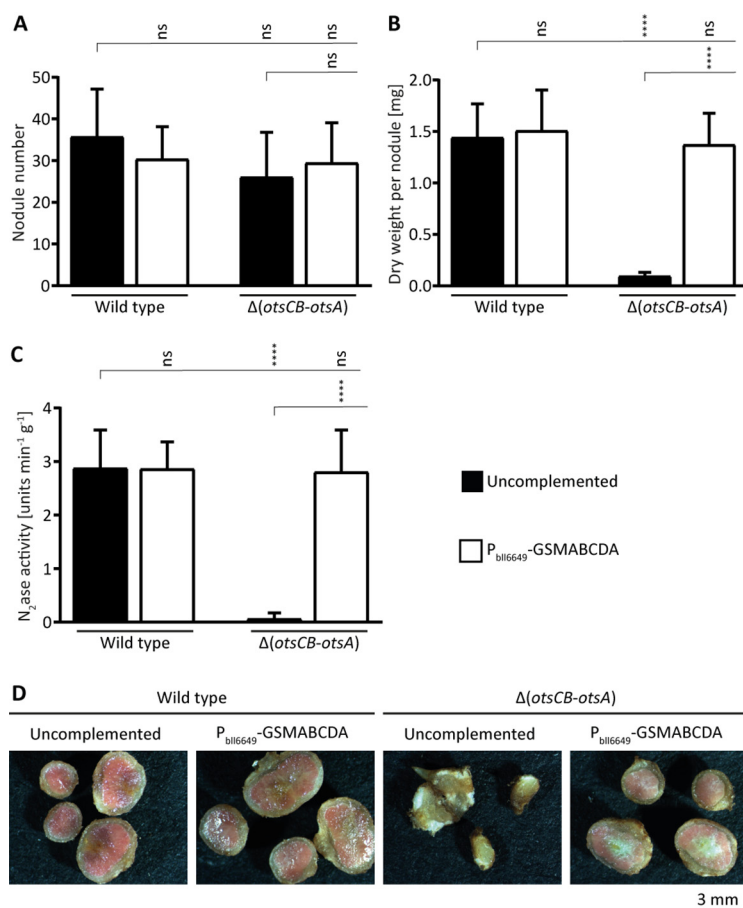 A
ns
ns
ns
ns
Nodule number
50
40
30
20
10
0
Wild type
Δ(otsCB-otsA)
B
ns
****
ns
****
Dry weight per nodule [mg]
2.0
1.5
1.0
0.5
0.0
Wild type
Δ(otsCB-otsA)
C
ns
****
ns
****
N₂ase activity [units min⁻¹ g⁻¹]
4
3
2
1
0
Wild type
Δ(otsCB-otsA)
Uncomplemented
P_bll6649-GSMABCDA
D
Wild type
Δ(otsCB-otsA)
Uncomplemented
P_bll6649-GSMABCDA
Uncomplemented
P_bll6649-GSMABCDA
3 mm